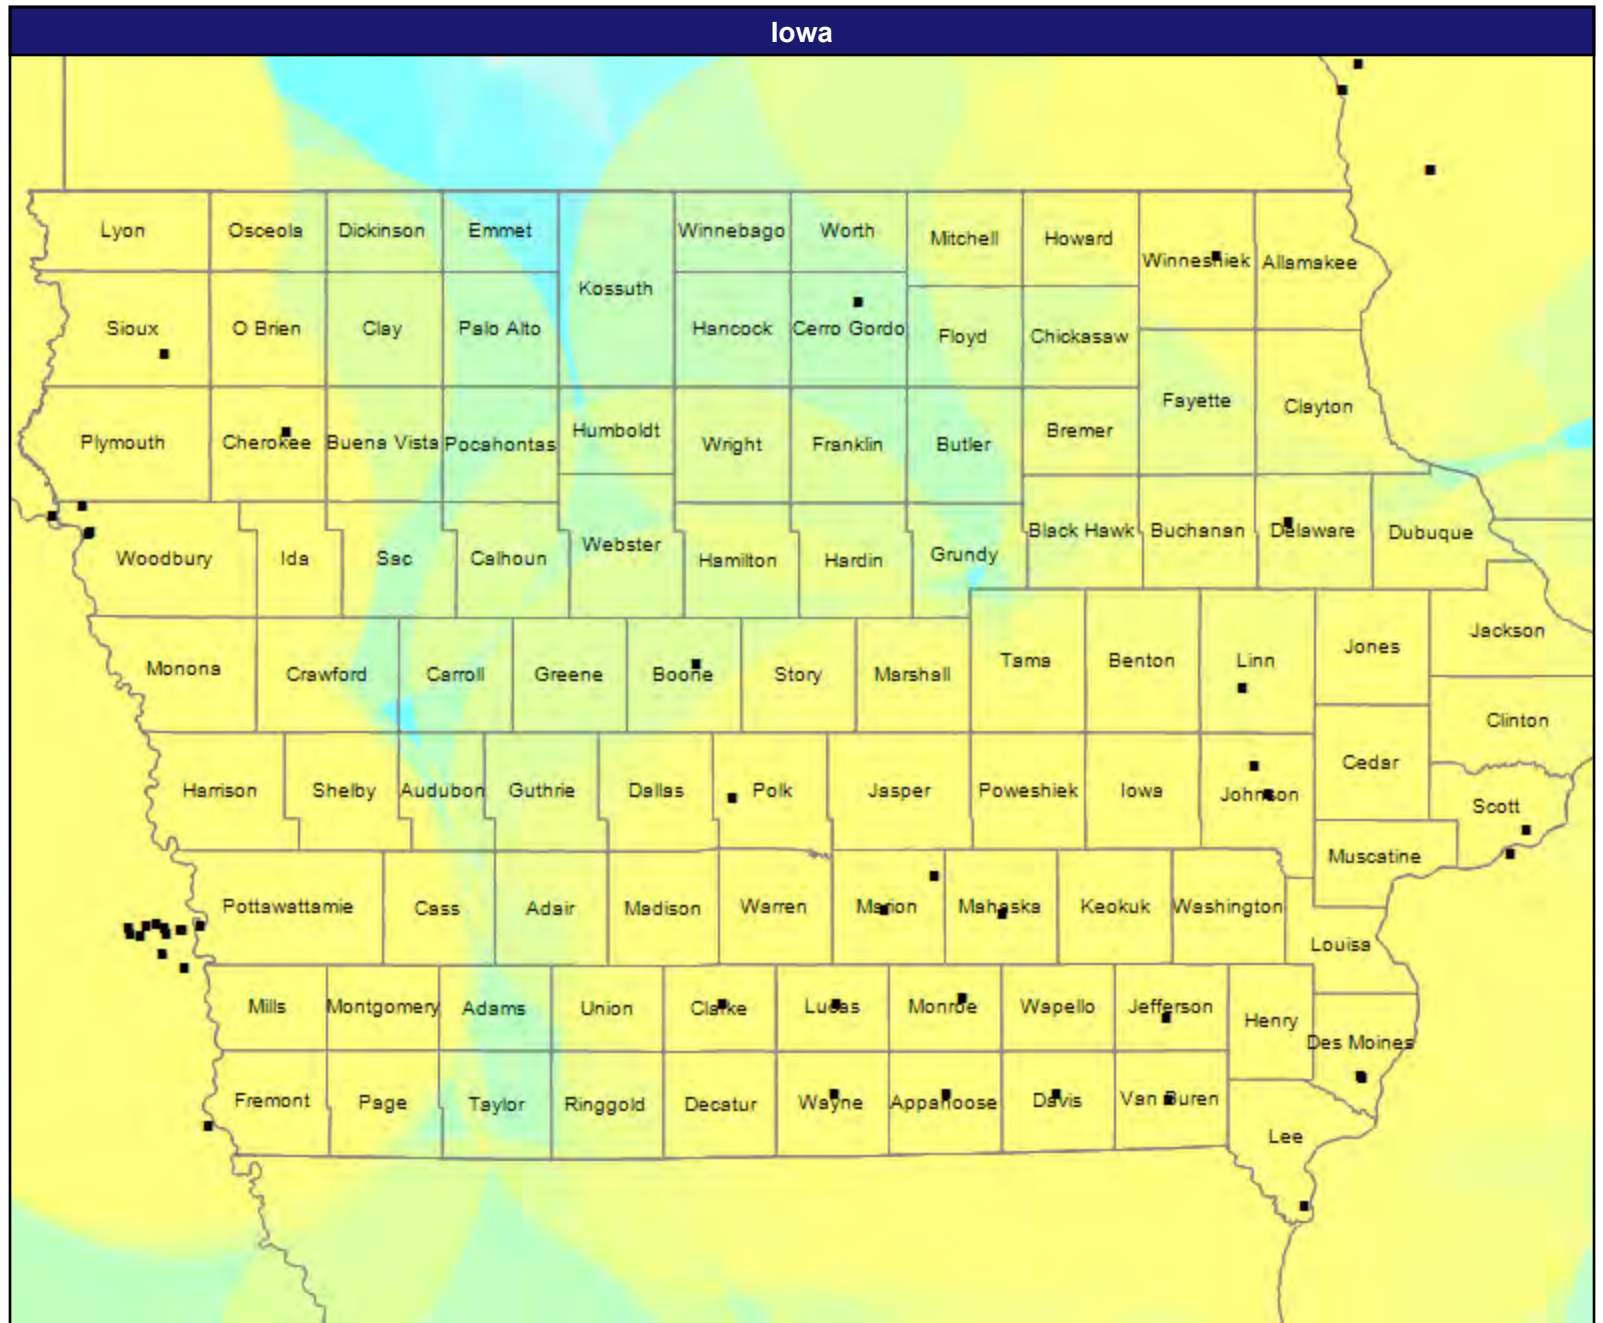 Iowa
Lyon
Osceola
Dickinson
Emmet
Kossuth
Winnebago
Worth
Mitchell
Howard
Winneshiek
Allamakee
Sioux
O Brien
Clay
Palo Alto
Hancock
Cerro Gordo
Floyd
Chickasaw
Fayette
Clayton
Plymouth
Cherokee
Buena Vista
Pocahontas
Humboldt
Wright
Franklin
Butler
Bremer
Woodbury
Ida
Sac
Calhoun
Webster
Hamilton
Hardin
Grundy
Black Hawk
Buchanan
Delaware
Dubuque
Monona
Crawford
Carroll
Greene
Boone
Story
Marshall
Tama
Benton
Linn
Jones
Jackson
Clinton
Harrison
Shelby
Audubon
Guthrie
Dallas
Polk
Jasper
Poweshiek
Iowa
Johnson
Cedar
Scott
Muscatine
Pottawattamie
Cass
Adair
Madison
Warren
Marion
Mahaska
Keokuk
Washington
Louisa
Mills
Montgomery
Adams
Union
Clarke
Lucas
Monroe
Wapello
Jefferson
Henry
Des Moines
Fremont
Page
Taylor
Ringgold
Decatur
Wayne
Appanoose
Davis
Van Buren
Lee